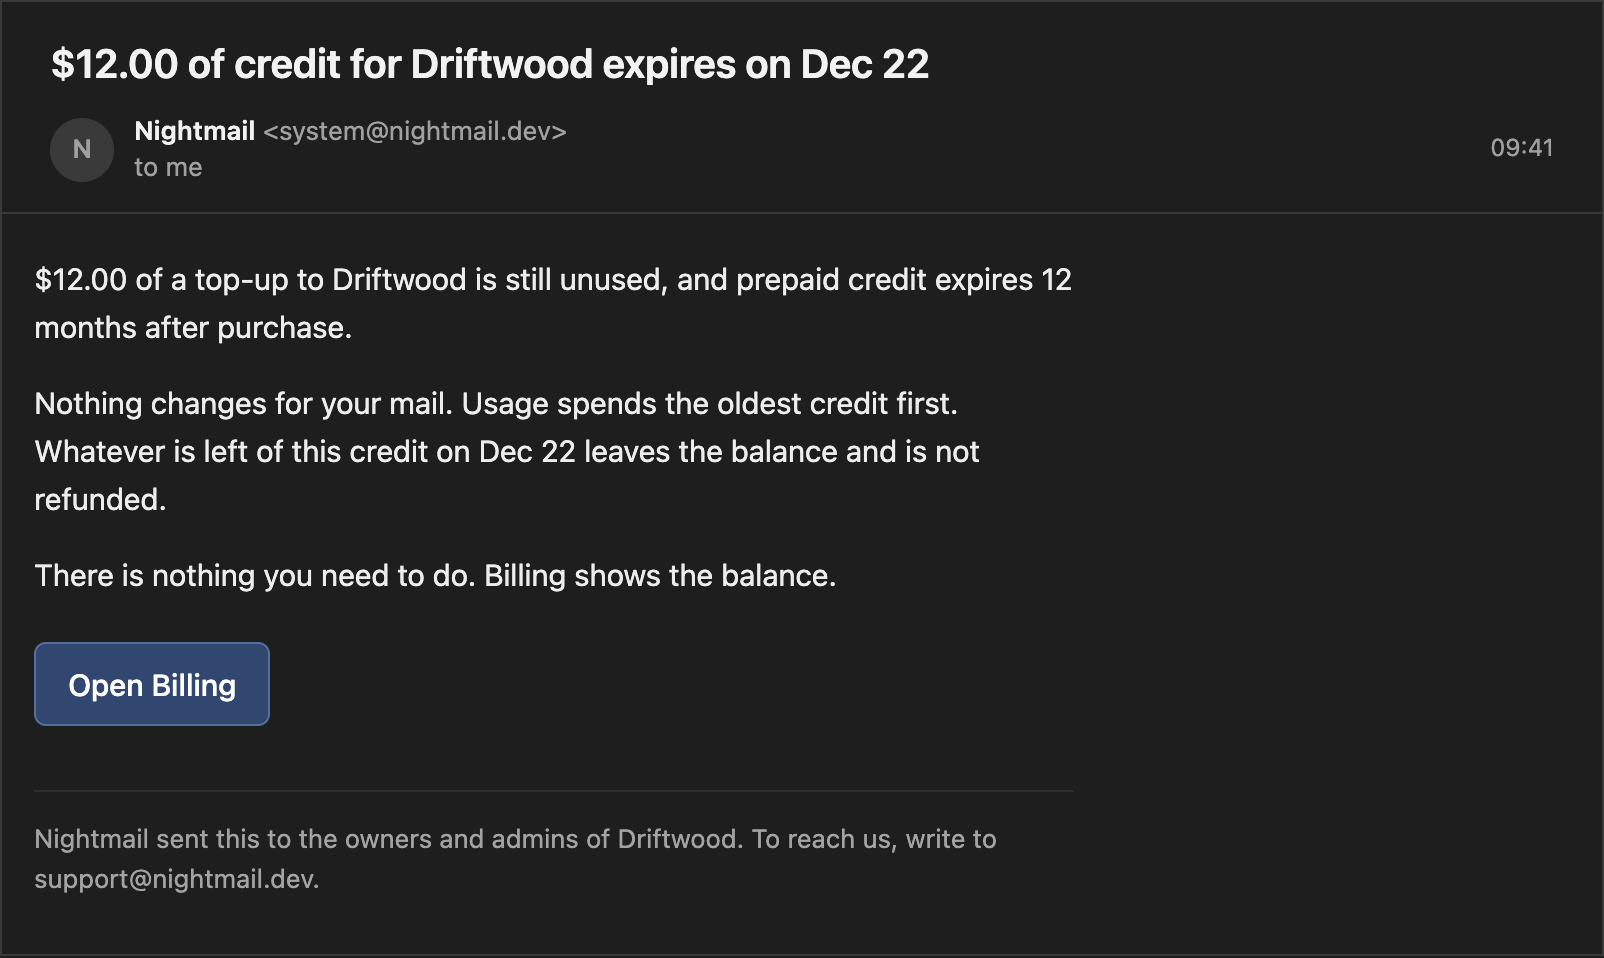 $12.00 of credit for Driftwood expires on Dec 22
N
Nightmail <system@nightmail.dev>
to me
09:41
$12.00 of a top-up to Driftwood is still unused, and prepaid credit expires 12
months after purchase.
Nothing changes for your mail. Usage spends the oldest credit first.
Whatever is left of this credit on Dec 22 leaves the balance and is not
refunded.
There is nothing you need to do. Billing shows the balance.
Open Billing
Nightmail sent this to the owners and admins of Driftwood. To reach us, write to
support@nightmail.dev.